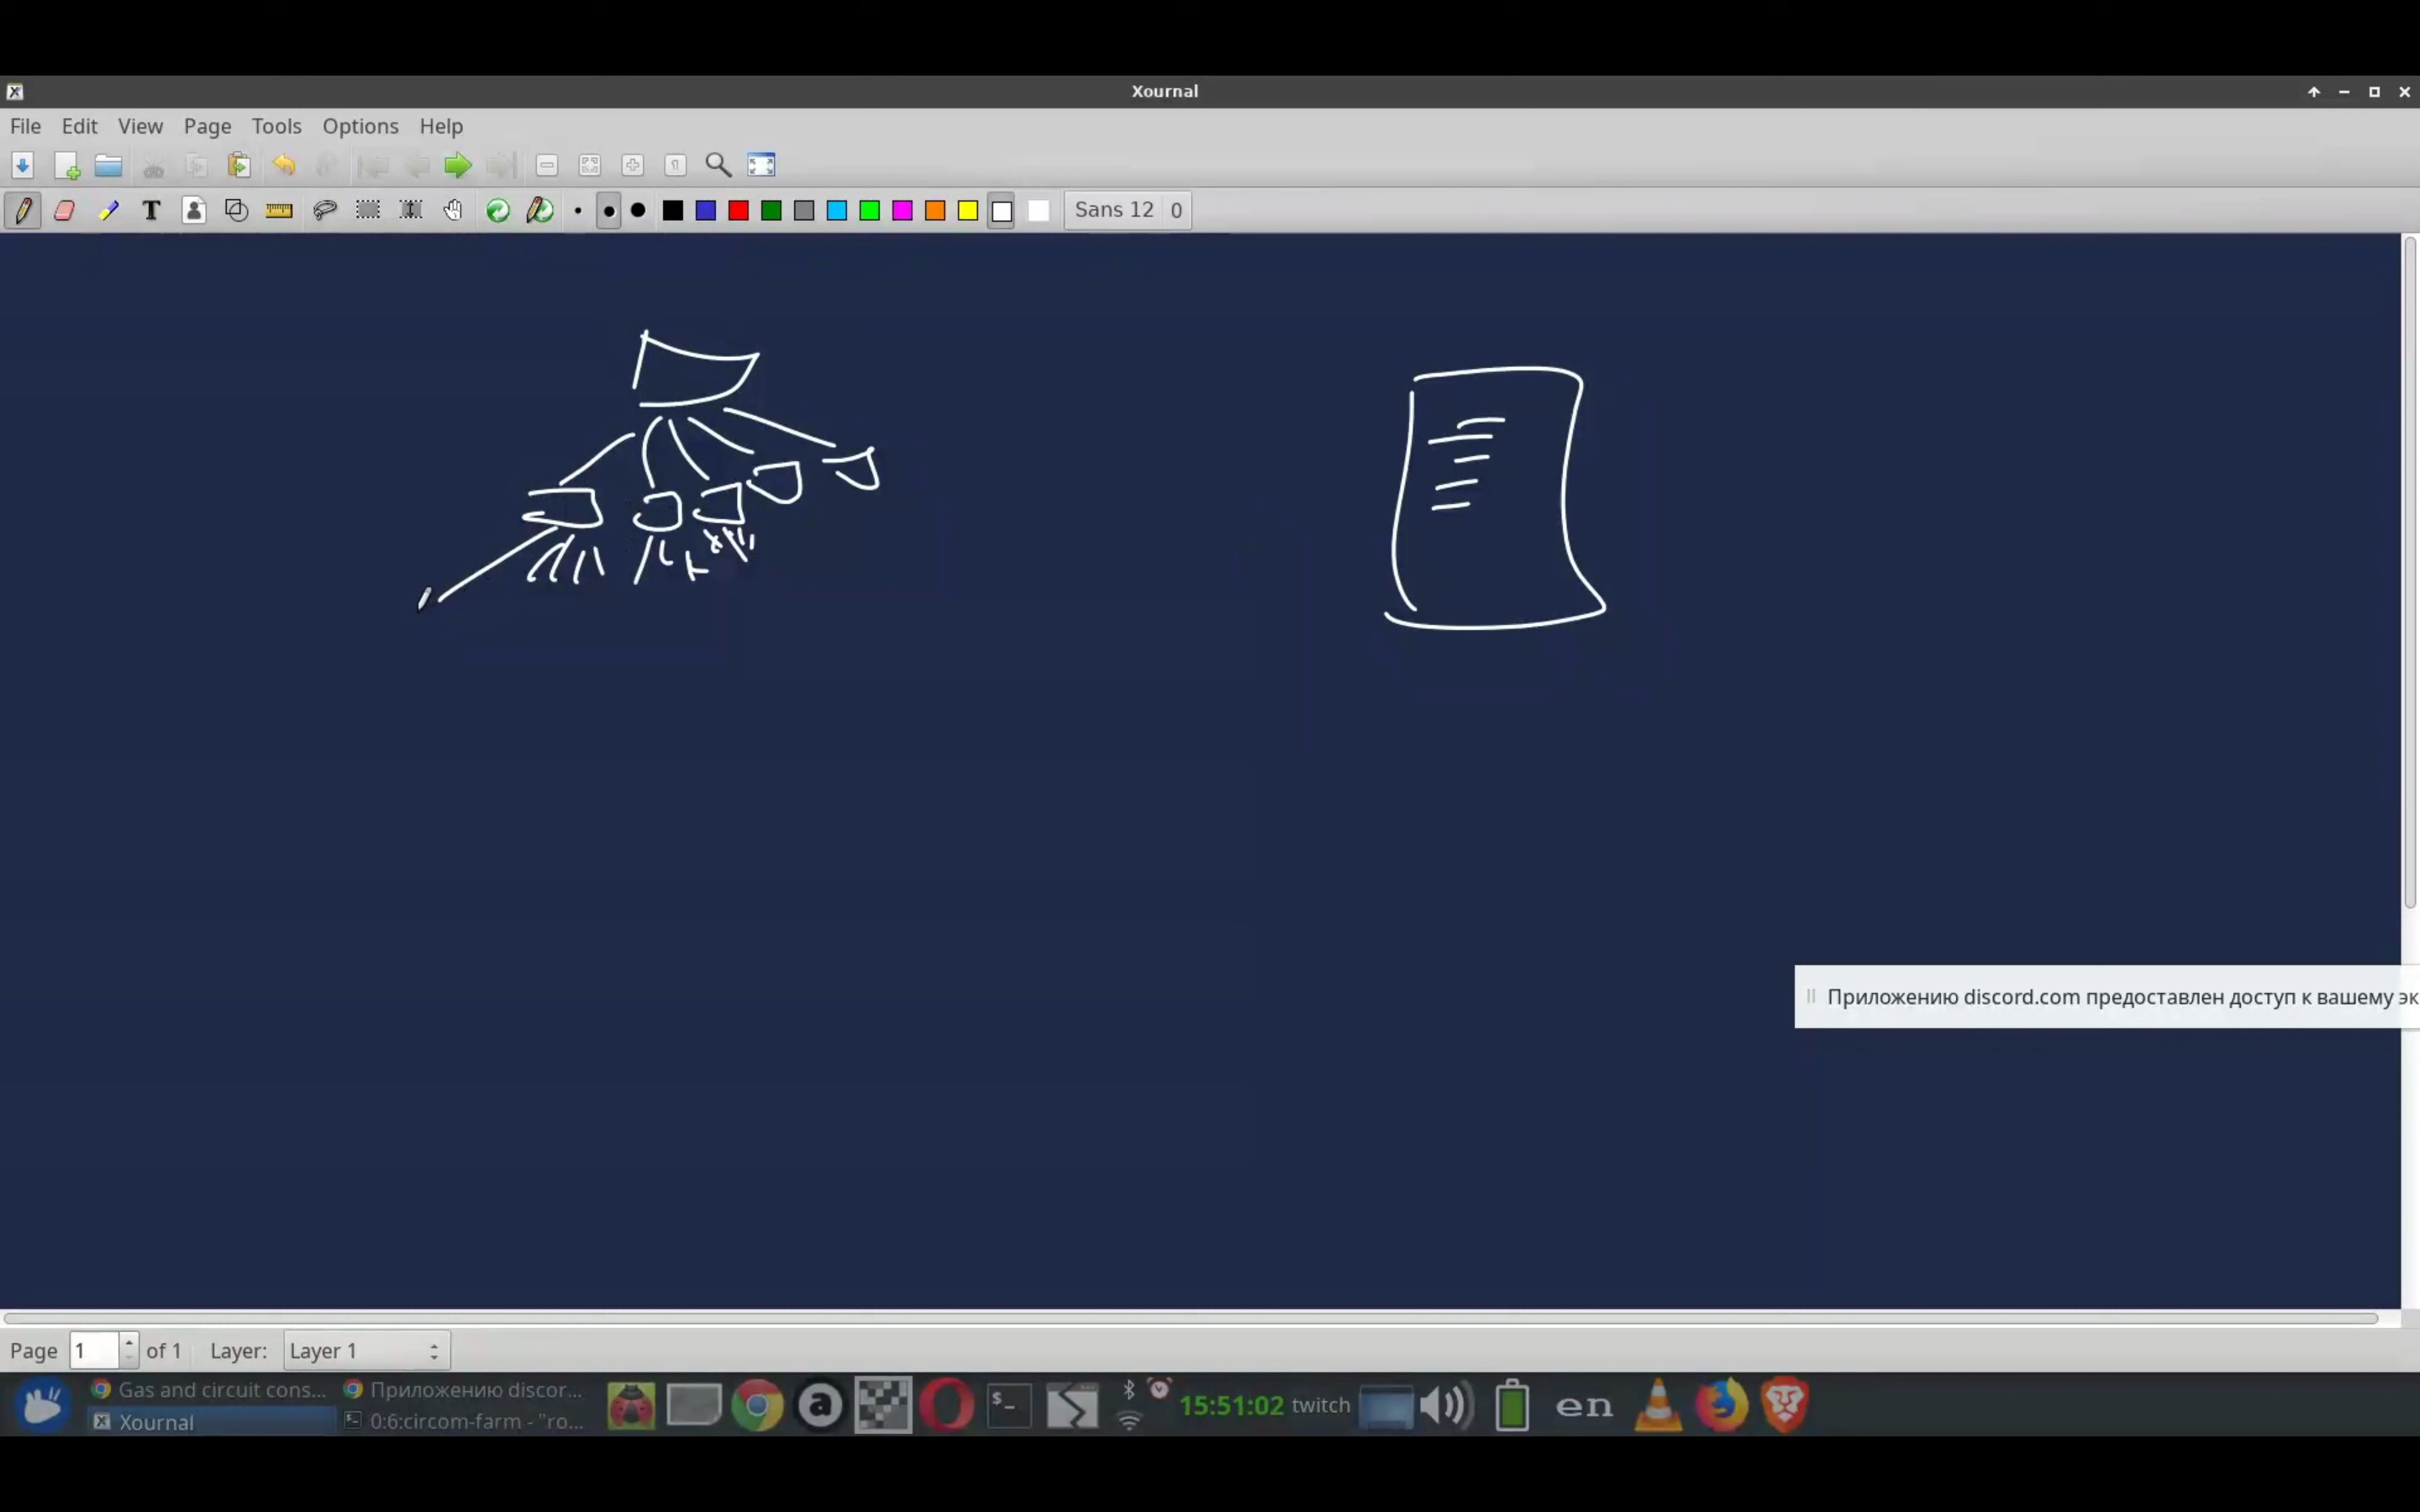 Xournal
File Edit View Page Tools Options Help
Sans 12 0
Приложению discord.com предоставлен доступ к вашему эк
Page 1 of 1 Layer: Layer 1
Gas and circuit cons... Приложению discor...
Xournal 0:6:circom-farm - "ro...
15:51:02 twitch en